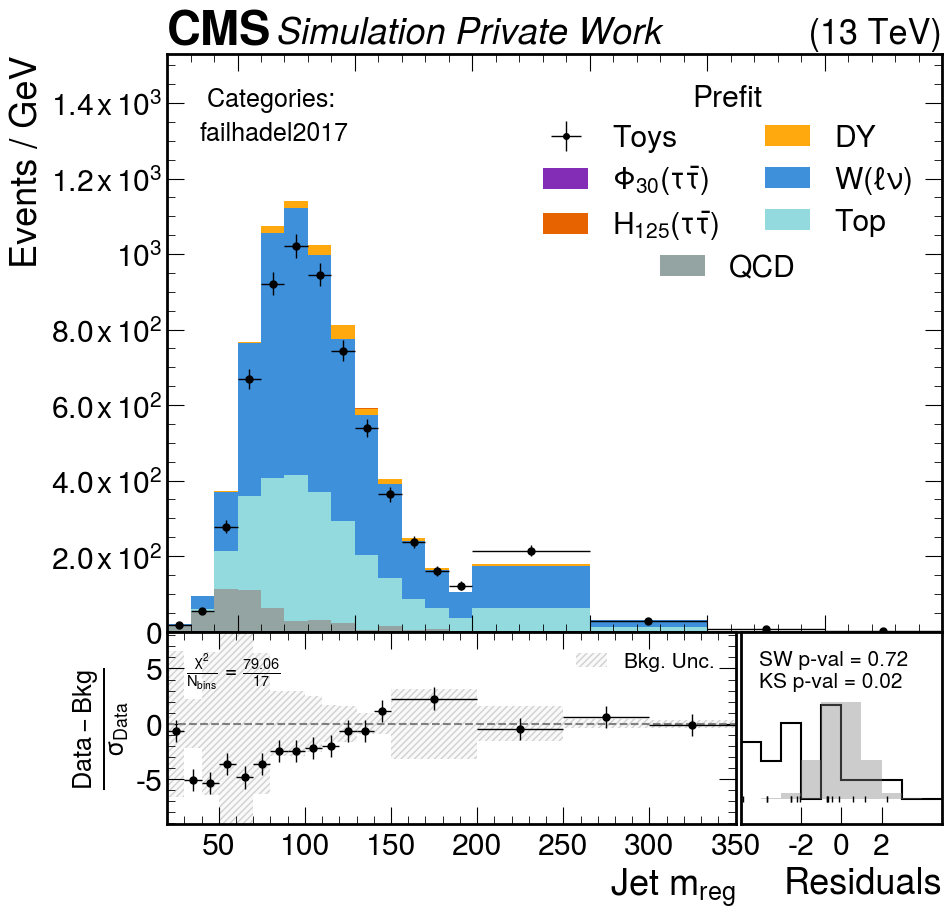 CMS Simulation Private Work (13 TeV)
Events / GeV
1.4 x 10³
1.2 x 10³
10³
8.0 x 10²
6.0 x 10²
4.0 x 10²
2.0 x 10²
0
Categories:
failhadel2017
Prefit
Toys
Φ₃₀(ττ̄)
H₁₂₅(ττ̄)
DY
W(ℓν)
Top
QCD
Data – Bkg
σ_Data
5
0
-5
χ²/N_bins = 79.06/17
Bkg. Unc.
SW p-val = 0.72
KS p-val = 0.02
50 100 150 200 250 300 350
-2 0 2
Jet m_reg
Residuals